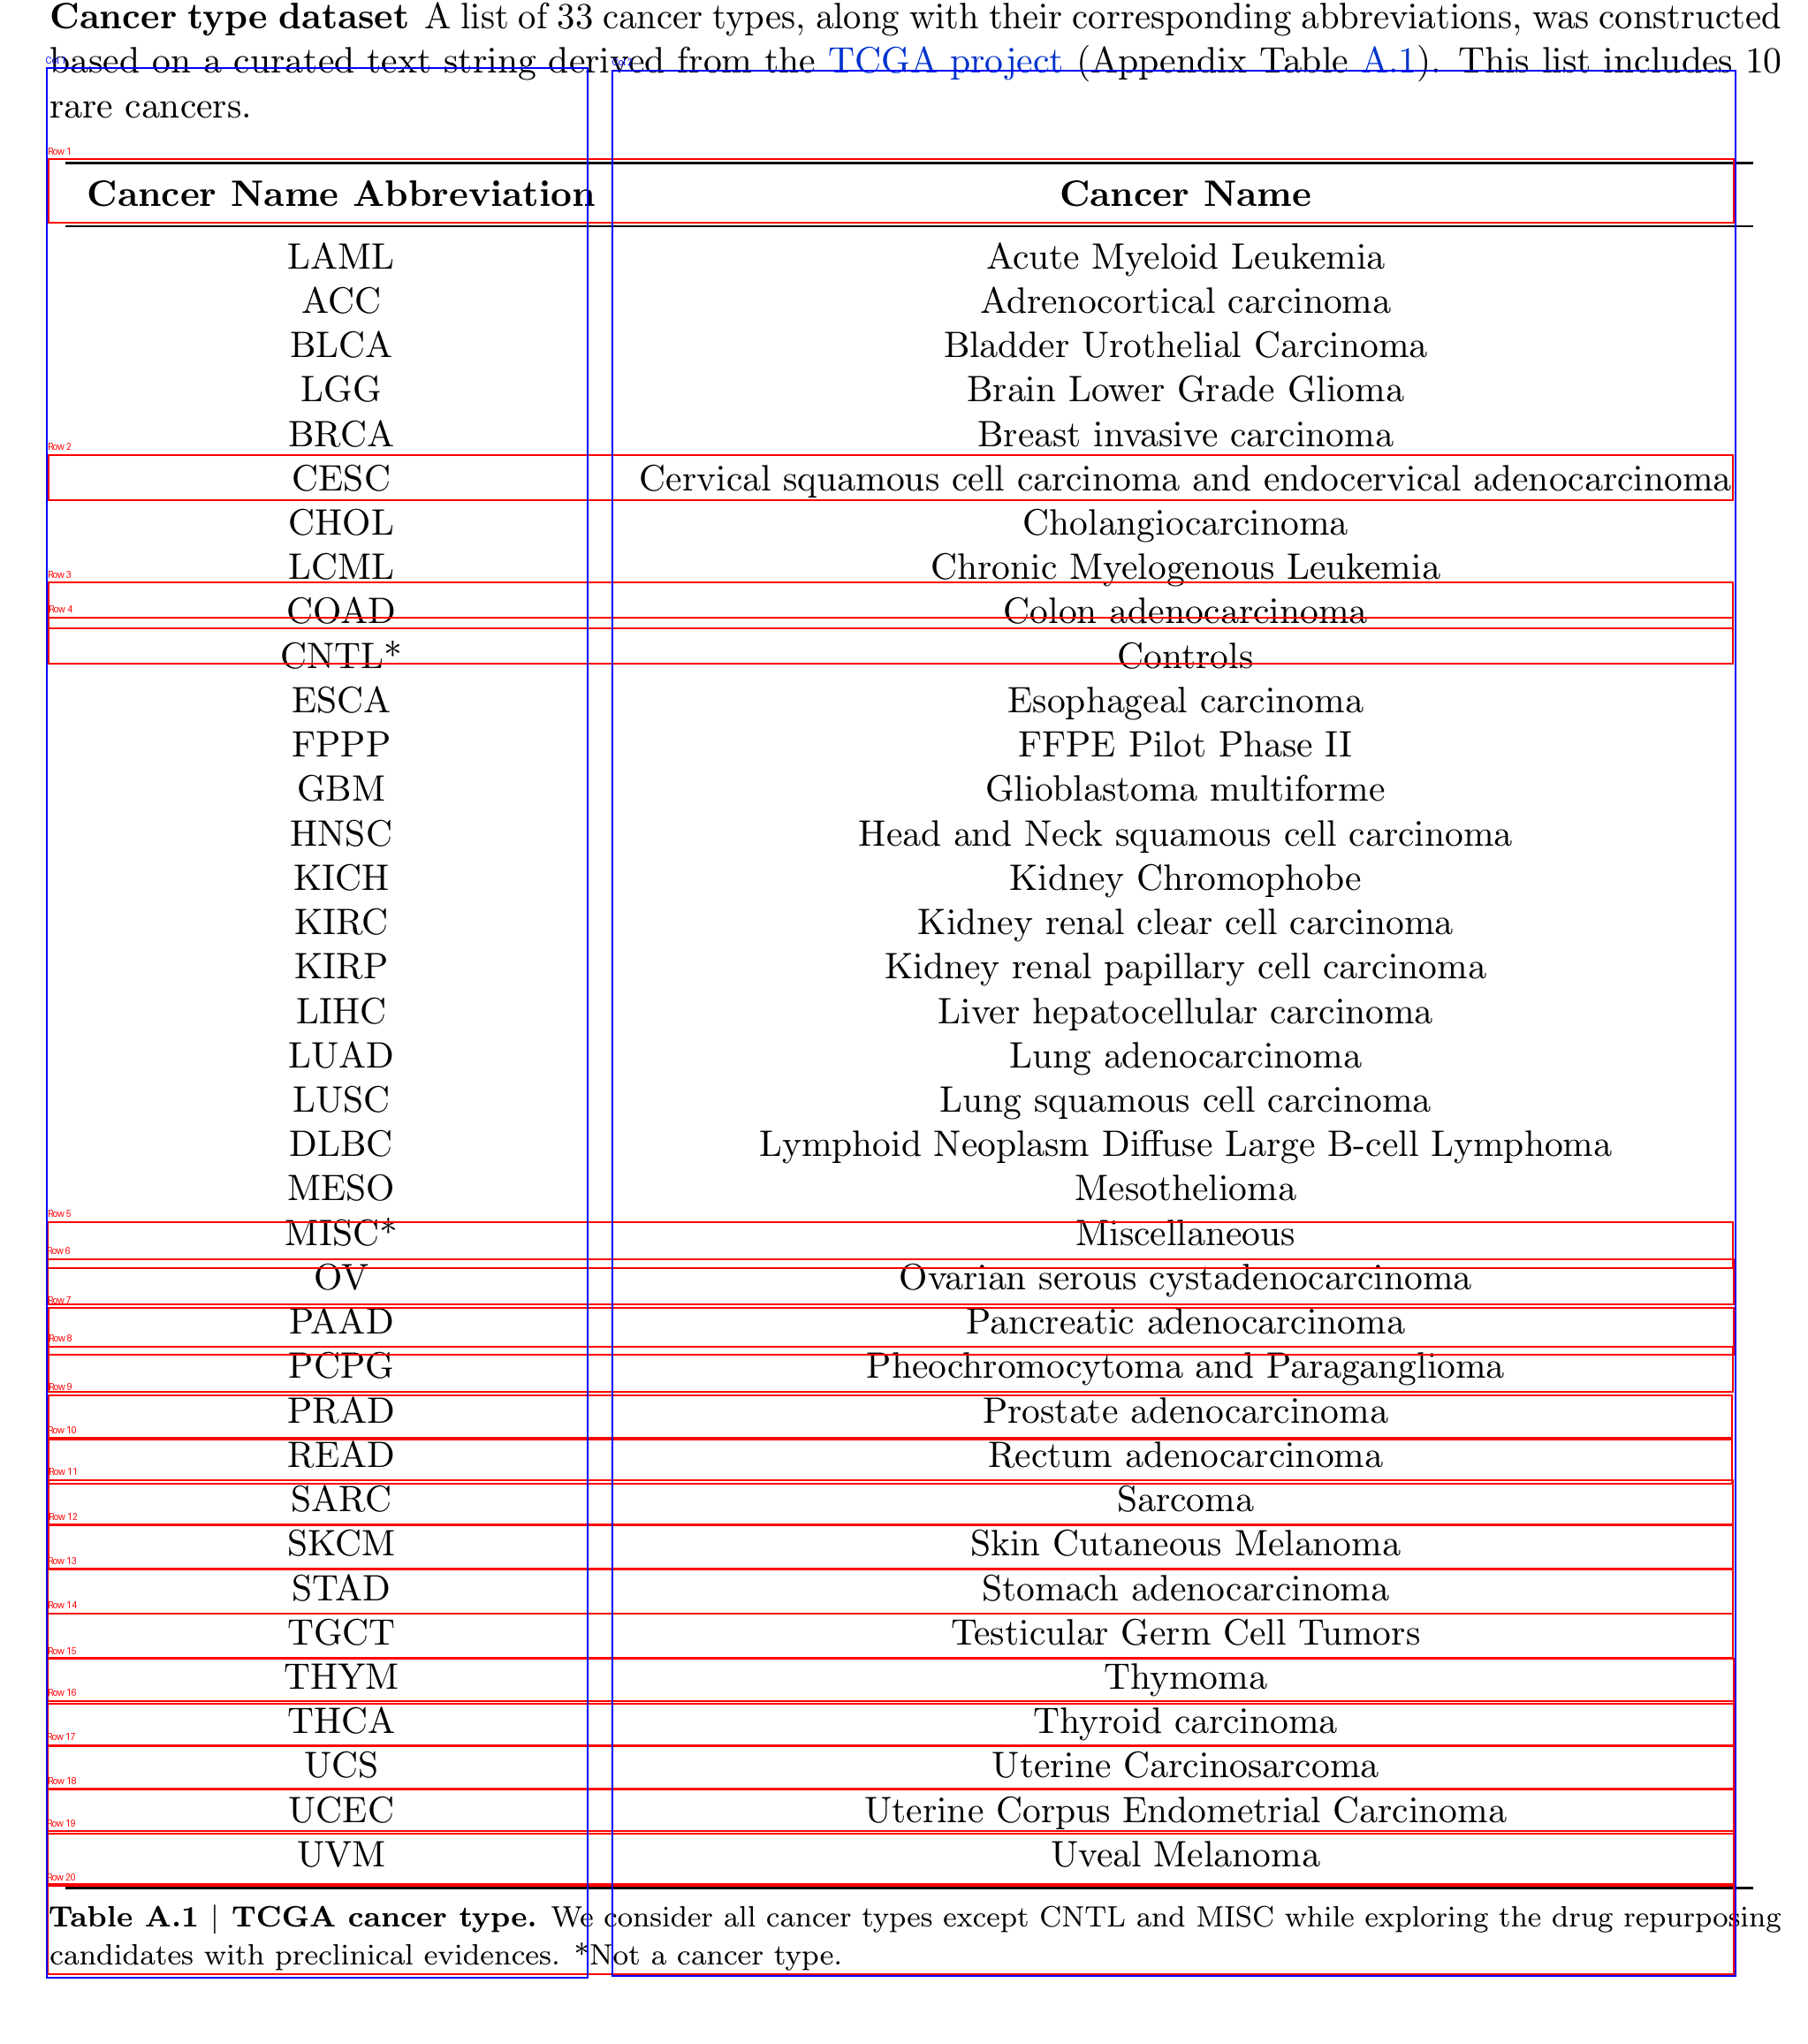 Cancer type dataset A list of 33 cancer types, along with their corresponding abbreviations, was constructed
based on a curated text string derived from the TCGA project (Appendix Table A.1). This list includes 10
rare cancers.
Row 1
Cancer Name Abbreviation Cancer Name
LAML Acute Myeloid Leukemia
ACC Adrenocortical carcinoma
BLCA Bladder Urothelial Carcinoma
LGG Brain Lower Grade Glioma
BRCA Breast invasive carcinoma
Row 2
CESC Cervical squamous cell carcinoma and endocervical adenocarcinoma
CHOL Cholangiocarcinoma
LCML Chronic Myelogenous Leukemia
Row 3
COAD Colon adenocarcinoma
Row 4
CNTL* Controls
ESCA Esophageal carcinoma
FPPP FFPE Pilot Phase II
GBM Glioblastoma multiforme
HNSC Head and Neck squamous cell carcinoma
KICH Kidney Chromophobe
KIRC Kidney renal clear cell carcinoma
KIRP Kidney renal papillary cell carcinoma
LIHC Liver hepatocellular carcinoma
LUAD Lung adenocarcinoma
LUSC Lung squamous cell carcinoma
DLBC Lymphoid Neoplasm Diffuse Large B-cell Lymphoma
MESO Mesothelioma
Row 5
MISC* Miscellaneous
Row 6
OV Ovarian serous cystadenocarcinoma
Row 7
PAAD Pancreatic adenocarcinoma
Row 8
PCPG Pheochromocytoma and Paraganglioma
Row 9
PRAD Prostate adenocarcinoma
Row 10
READ Rectum adenocarcinoma
Row 11
SARC Sarcoma
Row 12
SKCM Skin Cutaneous Melanoma
Row 13
STAD Stomach adenocarcinoma
Row 14
TGCT Testicular Germ Cell Tumors
Row 15
THYM Thymoma
Row 16
THCA Thyroid carcinoma
Row 17
UCS Uterine Carcinosarcoma
Row 18
UCEC Uterine Corpus Endometrial Carcinoma
Row 19
UVM Uveal Melanoma
Row 20
Table A.1 | TCGA cancer type. We consider all cancer types except CNTL and MISC while exploring the drug repurposing
candidates with preclinical evidences. *Not a cancer type.